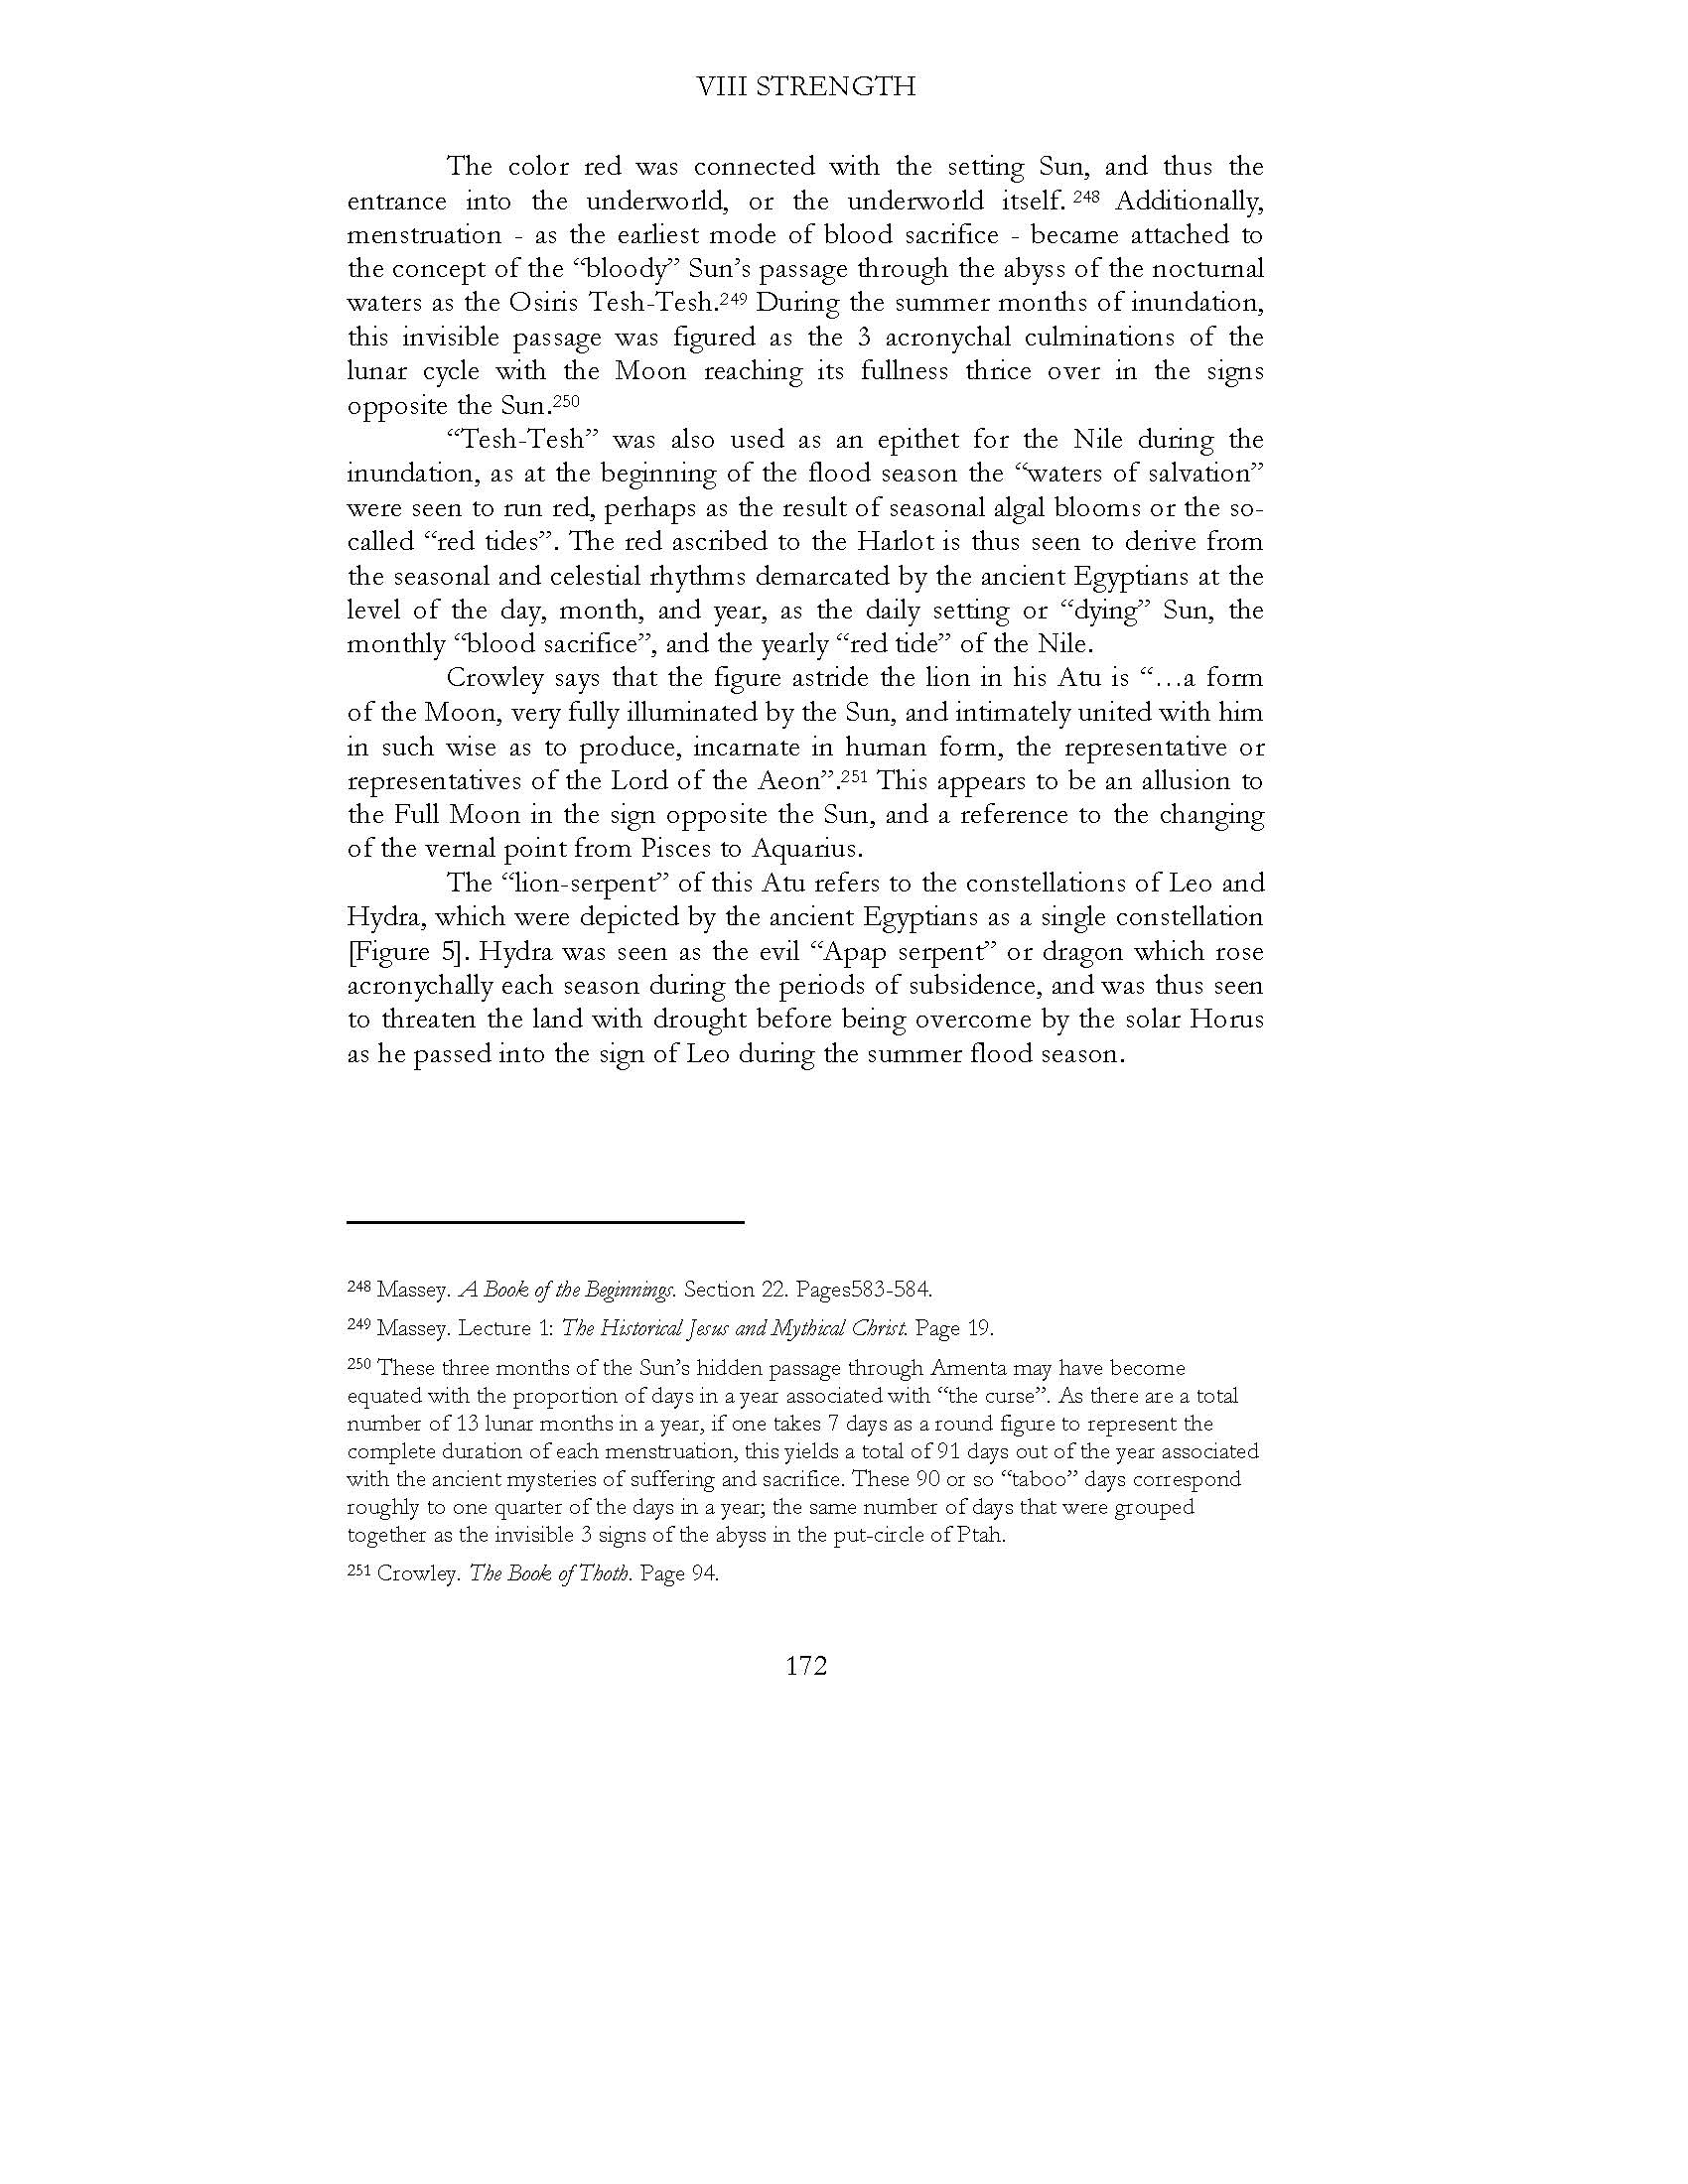 VIII STRENGTH
The color red was connected with the setting Sun, and thus the
entrance into the underworld, or the underworld itself. 248 Additionally,
menstruation - as the earliest mode of blood sacrifice - became attached to
the concept of the “bloody” Sun’s passage through the abyss of the nocturnal
waters as the Osiris Tesh-Tesh.249 During the summer months of inundation,
this invisible passage was figured as the 3 acronychal culminations of the
lunar cycle with the Moon reaching its fullness thrice over in the signs
opposite the Sun.250
“Tesh-Tesh” was also used as an epithet for the Nile during the
inundation, as at the beginning of the flood season the “waters of salvation”
were seen to run red, perhaps as the result of seasonal algal blooms or the so-
called “red tides”. The red ascribed to the Harlot is thus seen to derive from
the seasonal and celestial rhythms demarcated by the ancient Egyptians at the
level of the day, month, and year, as the daily setting or “dying” Sun, the
monthly “blood sacrifice”, and the yearly “red tide” of the Nile.
Crowley says that the figure astride the lion in his Atu is “…a form
of the Moon, very fully illuminated by the Sun, and intimately united with him
in such wise as to produce, incarnate in human form, the representative or
representatives of the Lord of the Aeon”.251 This appears to be an allusion to
the Full Moon in the sign opposite the Sun, and a reference to the changing
of the vernal point from Pisces to Aquarius.
The “lion-serpent” of this Atu refers to the constellations of Leo and
Hydra, which were depicted by the ancient Egyptians as a single constellation
[Figure 5]. Hydra was seen as the evil “Apap serpent” or dragon which rose
acronychally each season during the periods of subsidence, and was thus seen
to threaten the land with drought before being overcome by the solar Horus
as he passed into the sign of Leo during the summer flood season.
248 Massey. A Book of the Beginnings. Section 22. Pages583-584.
249 Massey. Lecture 1: The Historical Jesus and Mythical Christ. Page 19.
250 These three months of the Sun’s hidden passage through Amenta may have become
equated with the proportion of days in a year associated with “the curse”. As there are a total
number of 13 lunar months in a year, if one takes 7 days as a round figure to represent the
complete duration of each menstruation, this yields a total of 91 days out of the year associated
with the ancient mysteries of suffering and sacrifice. These 90 or so “taboo” days correspond
roughly to one quarter of the days in a year; the same number of days that were grouped
together as the invisible 3 signs of the abyss in the put-circle of Ptah.
251 Crowley. The Book of Thoth. Page 94.
172